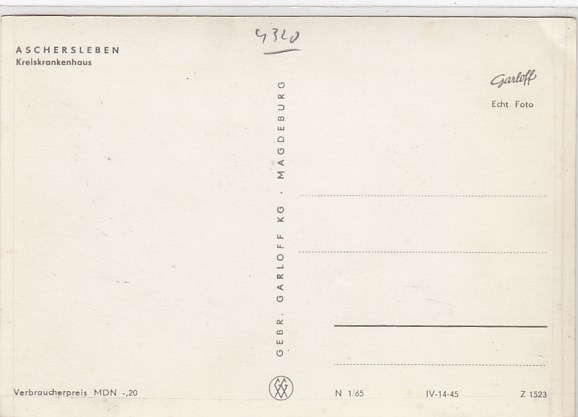 4320
ASCHERSLEBEN
Kreiskrankenhaus
Garloff
Echt Foto
GEBR. GARLOFF KG · MAGDEBURG
Verbraucherpreis MDN -,20
N 1/65
IV-14-45
Z 1523